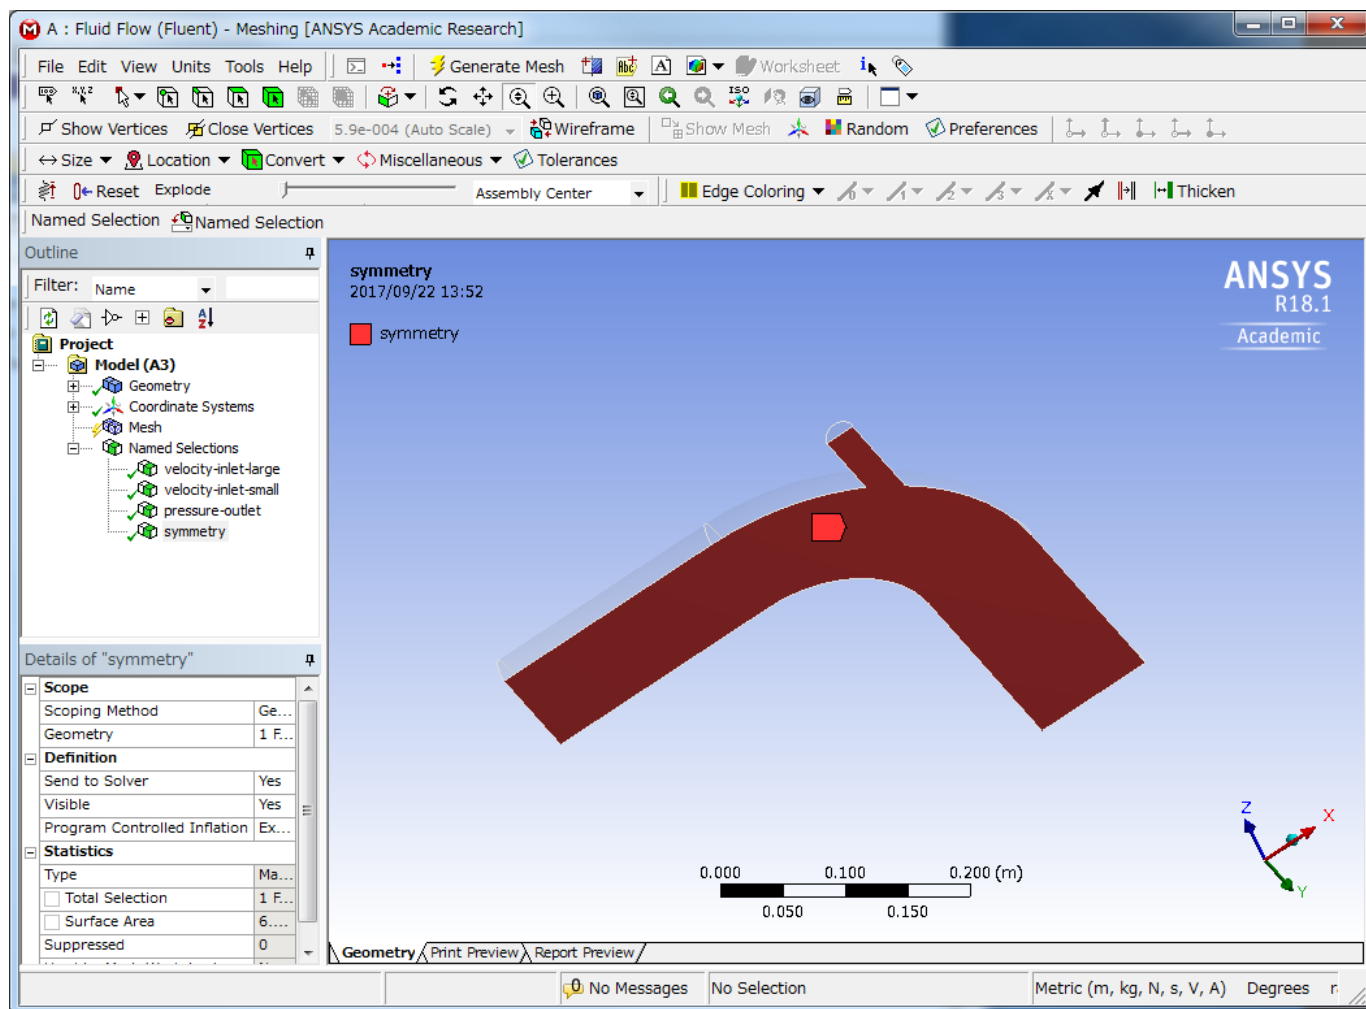 A : Fluid Flow (Fluent) - Meshing [ANSYS Academic Research]
File Edit View Units Tools Help Generate Mesh Worksheet
Show Vertices Close Vertices 5.9e-004 (Auto Scale) Wireframe Show Mesh Random Preferences
Size Location Convert Miscellaneous Tolerances
Reset Explode Assembly Center Edge Coloring Thicken
Named Selection Named Selection
Outline
Filter: Name
Project
Model (A3)
Geometry
Coordinate Systems
Mesh
Named Selections
velocity-inlet-large
velocity-inlet-small
pressure-outlet
symmetry
Details of "symmetry"
Scope
Scoping Method Ge...
Geometry 1 F...
Definition
Send to Solver Yes
Visible Yes
Program Controlled Inflation Ex...
Statistics
Type Ma...
Total Selection 1 F...
Surface Area 6....
Suppressed 0
symmetry
2017/09/22 13:52
symmetry
ANSYS
R18.1
Academic
0.000 0.100 0.200 (m)
0.050 0.150
Z
X
Y
Geometry Print Preview Report Preview
0 No Messages No Selection Metric (m, kg, N, s, V, A) Degrees